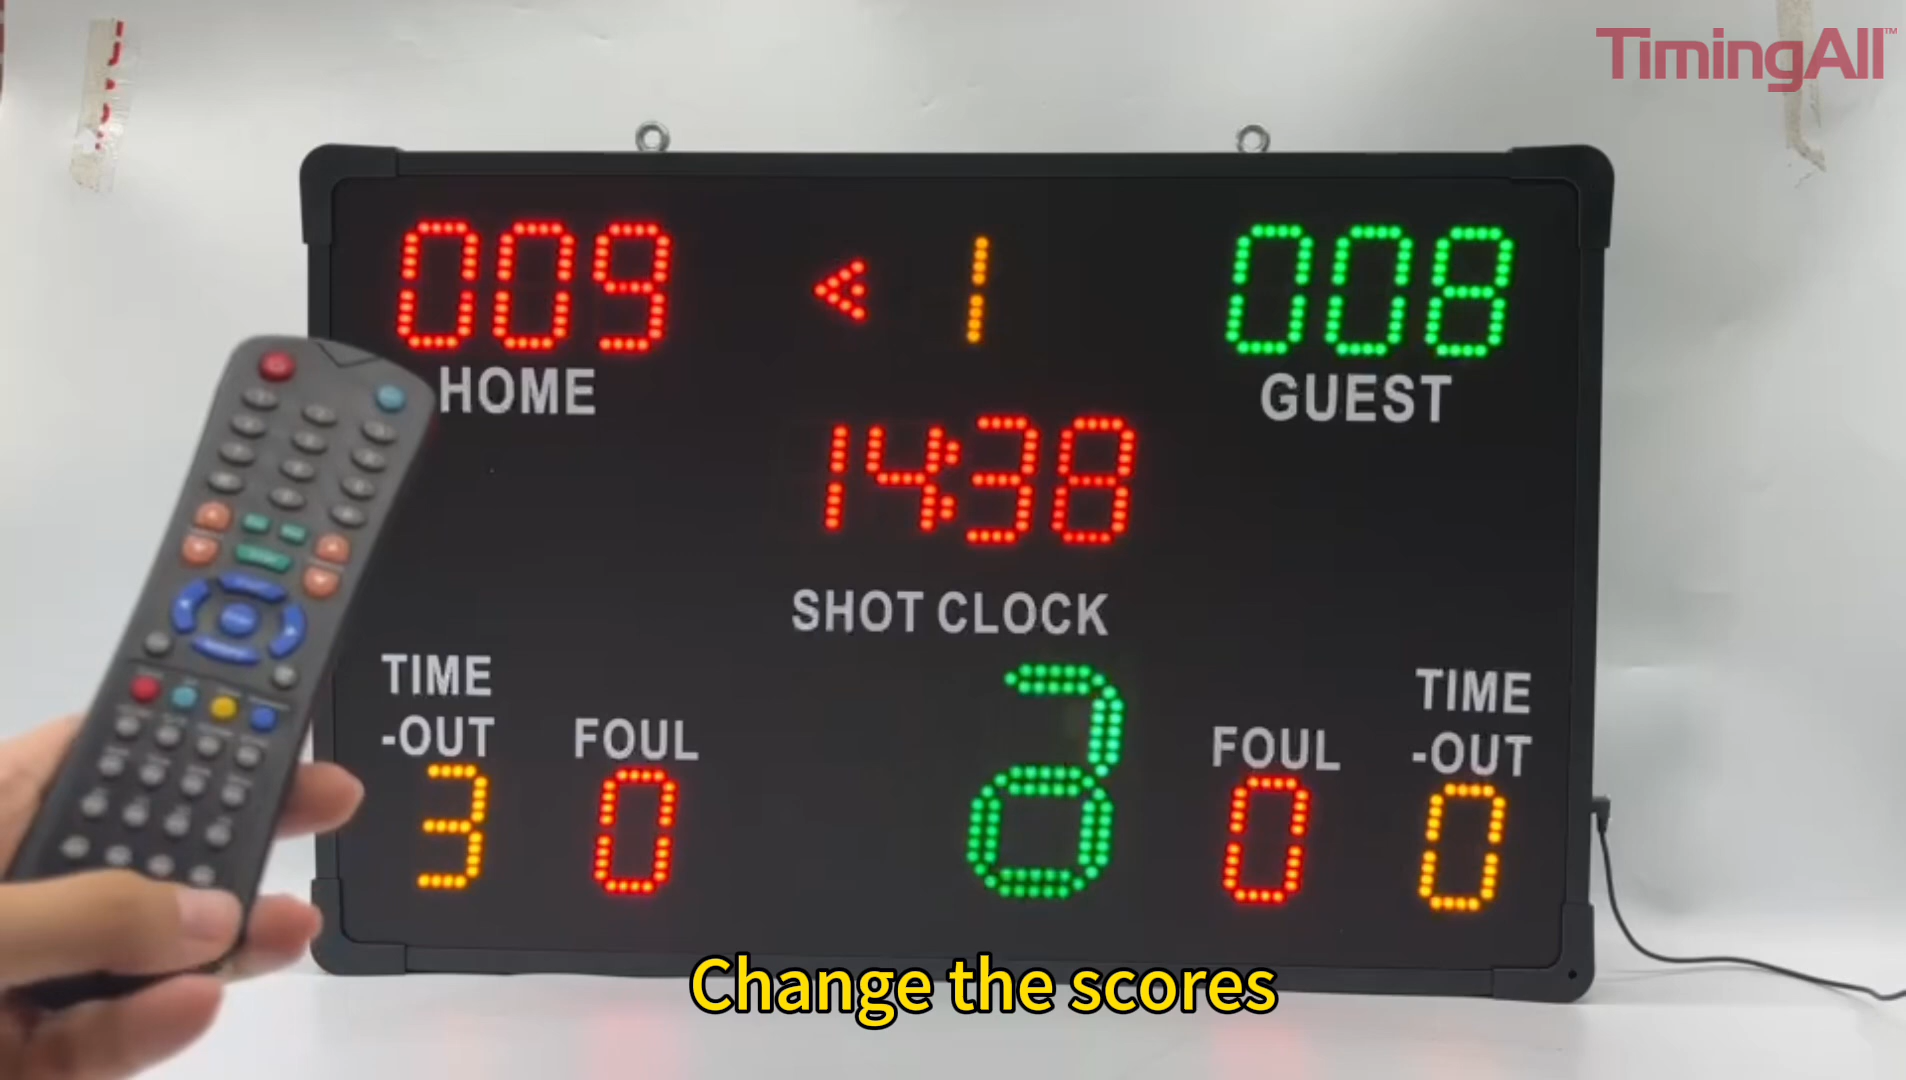 TimingAll™
009 1 008
HOME GUEST
14:38
SHOT CLOCK
TIME
-OUT
FOUL
3 0
FOUL
TIME
-OUT
0 0
Change the scores